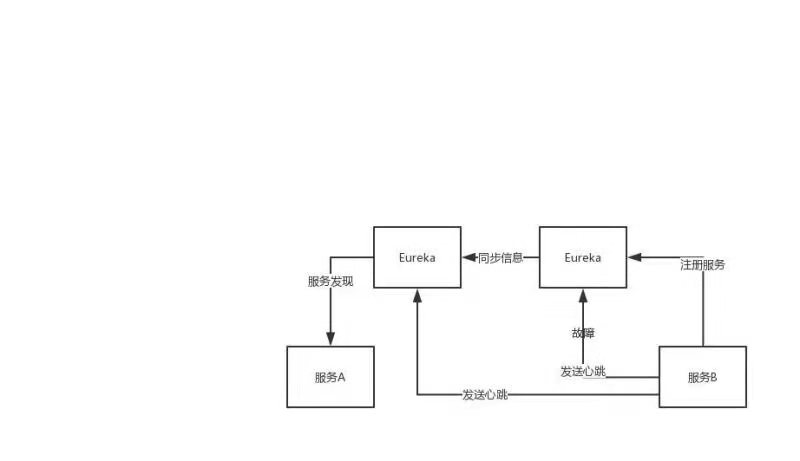 Eureka
同步信息
Eureka
注册服务
服务发现
故障
发送心跳
服务A
服务B
发送心跳